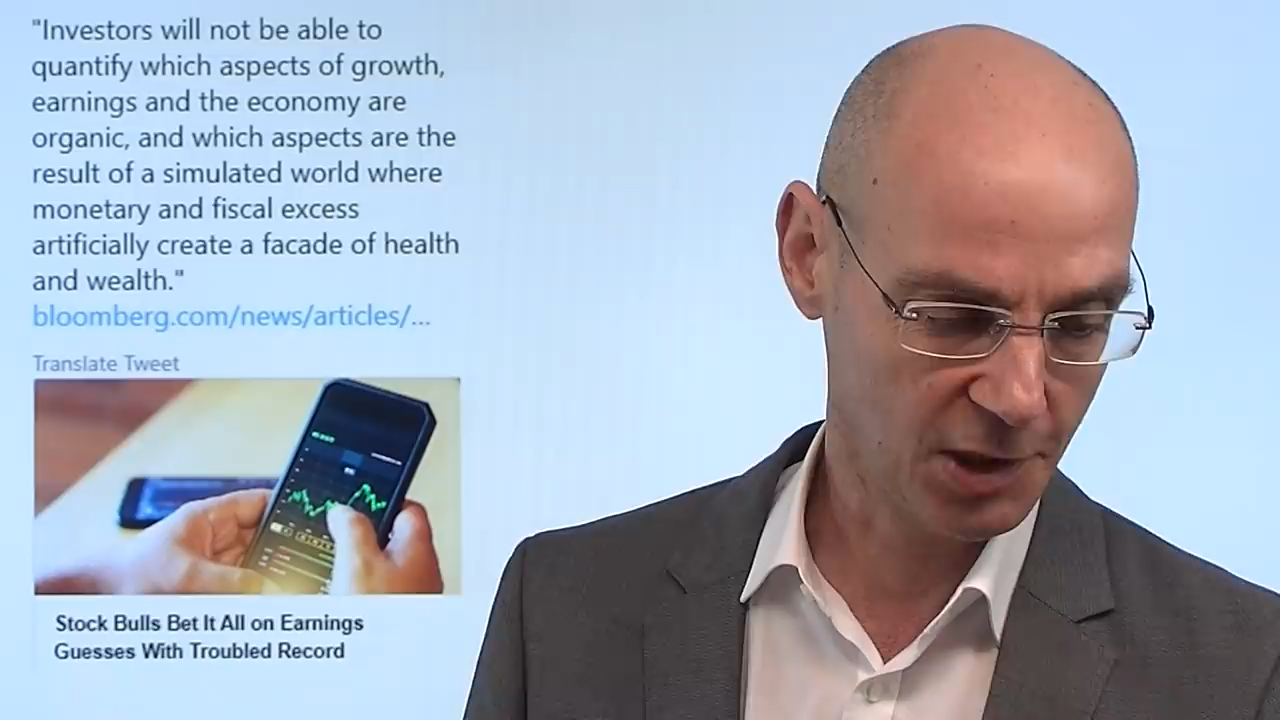 "Investors will not be able to
quantify which aspects of growth,
earnings and the economy are
organic, and which aspects are the
result of a simulated world where
monetary and fiscal excess
artificially create a facade of health
and wealth."
bloomberg.com/news/articles/...
Translate Tweet
Stock Bulls Bet It All on Earnings
Guesses With Troubled Record